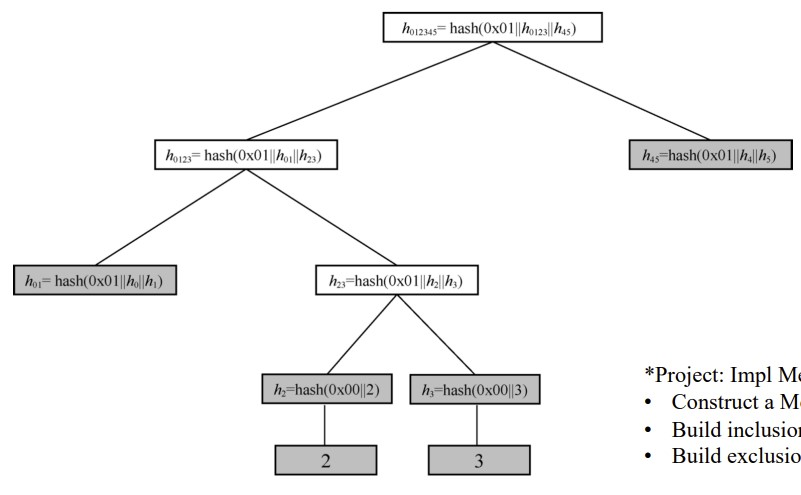 h₀₁₂₃₄₅= hash(0x01||h₀₁₂₃||h₄₅)
h₀₁₂₃= hash(0x01||h₀₁||h₂₃)
h₄₅=hash(0x01||h₄||h₅)
h₀₁= hash(0x01||h₀||h₁)
h₂₃=hash(0x01||h₂||h₃)
h₂=hash(0x00||2)
h₃=hash(0x00||3)
2
3
*Project: Impl
• Construct a
• Build
• Build